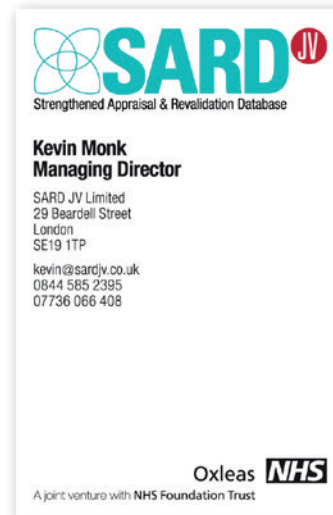 SARD JV
Strengthened Appraisal & Revalidation Database
Kevin Monk
Managing Director
SARD JV Limited
29 Beardell Street
London
SE19 1TP
kevin@sardjv.co.uk
0844 585 2395
07736 066 408
Oxleas NHS
A joint venture with NHS Foundation Trust